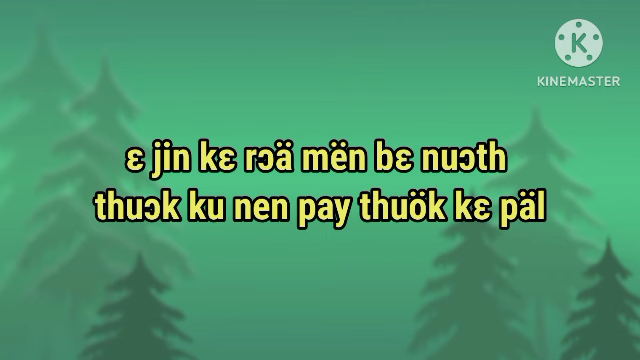 KINEMASTER
ɛ jin kɛ rɔä mën bɛ nuɔth
thuɔk ku nen pay thuök kɛ päl